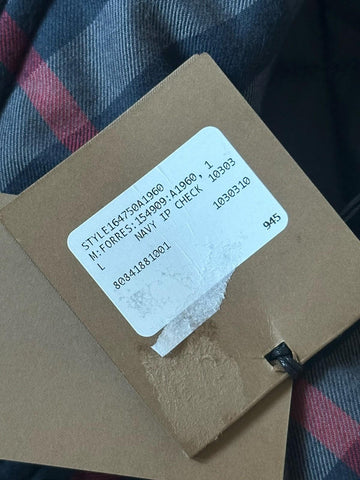 STYLE164750A1960
M:FORRES:154909:A1960, 1
L NAVY IP CHECK 10303
80841881001 1030310
945